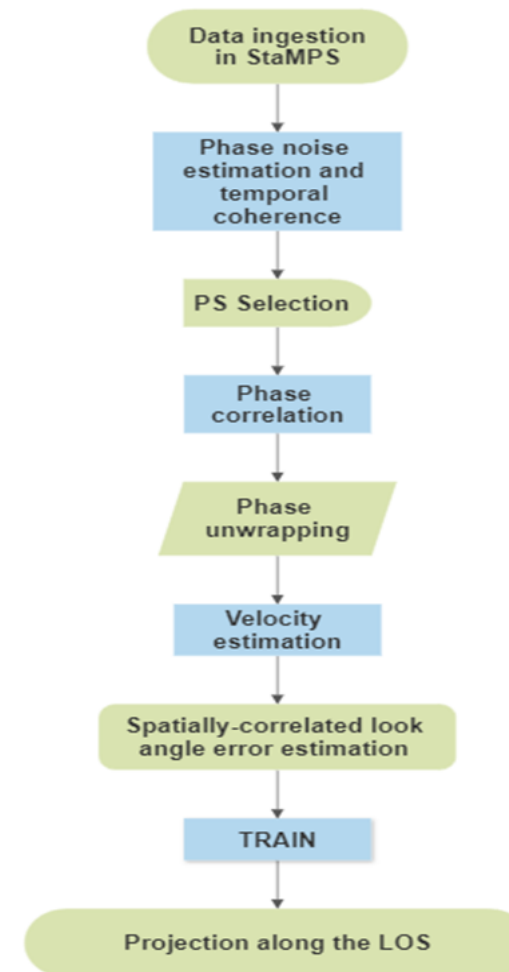 Data ingestion
in StaMPS
Phase noise
estimation and
temporal
coherence
PS Selection
Phase
correlation
Phase
unwrapping
Velocity
estimation
Spatially-correlated look
angle error estimation
TRAIN
Projection along the LOS